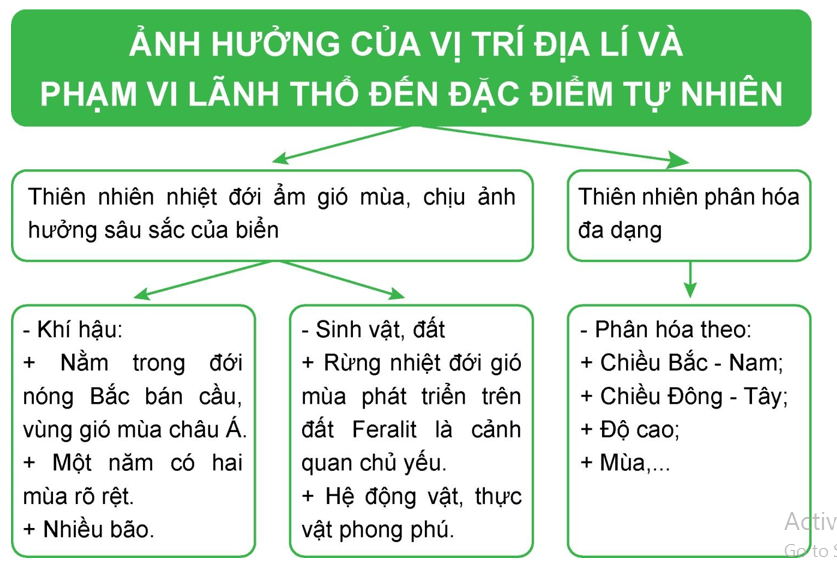 ẢNH HƯỞNG CỦA VỊ TRÍ ĐỊA LÍ VÀ
PHẠM VI LÃNH THỔ ĐẾN ĐẶC ĐIỂM TỰ NHIÊN
Thiên nhiên nhiệt đới ẩm gió mùa, chịu ảnh
hưởng sâu sắc của biển
Thiên nhiên phân hóa
đa dạng
- Khí hậu:
+ Nằm trong đới
nóng Bắc bán cầu,
vùng gió mùa châu Á.
+ Một năm có hai
mùa rõ rệt.
+ Nhiều bão.
- Sinh vật, đất
+ Rừng nhiệt đới gió
mùa phát triển trên
đất Feralit là cảnh
quan chủ yếu.
+ Hệ động vật, thực
vật phong phú.
- Phân hóa theo:
+ Chiều Bắc - Nam;
+ Chiều Đông - Tây;
+ Độ cao;
+ Mùa,...
Activ
Go to S